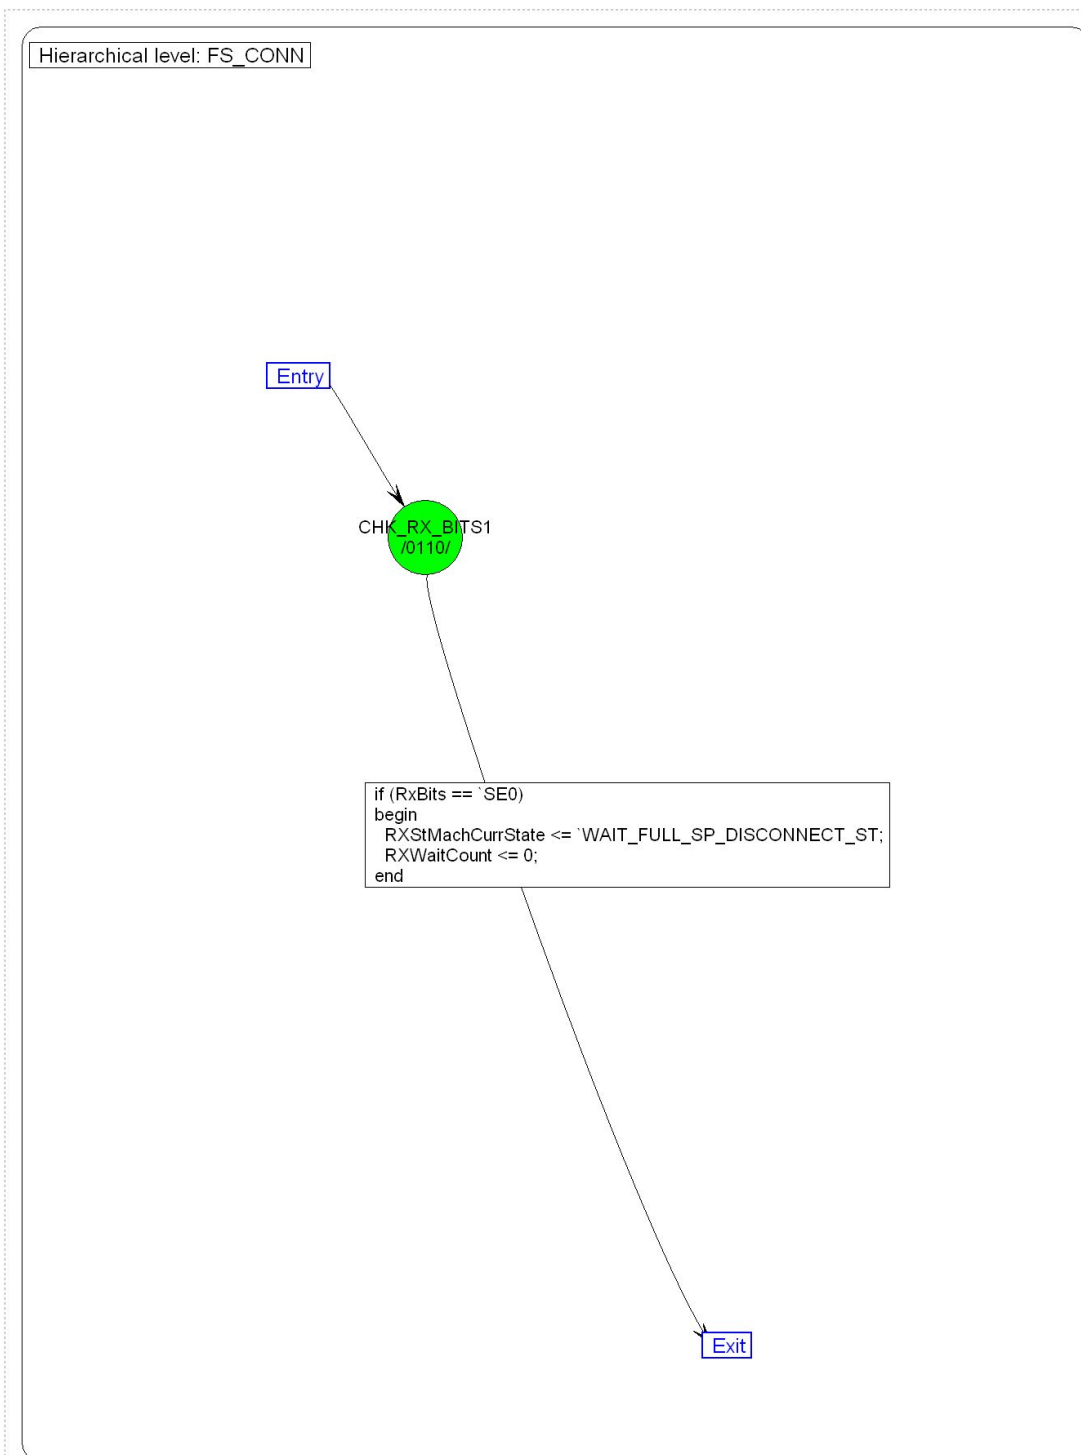 Hierarchical level: FS_CONN
Entry
CHK_RX_BITS1
/0110/
if (RxBits == `SE0)
begin
RXStMachCurrState <= `WAIT_FULL_SP_DISCONNECT_ST;
RXWaitCount <= 0;
end
Exit